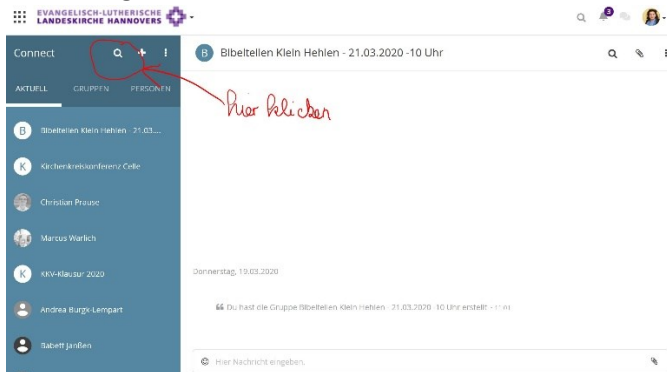 EVANGELISCH-LUTHERISCHE
LANDESKIRCHE HANNOVERS
3
Connect
B Bibelteilen Klein Hehlen - 21.03.2020 -10 Uhr
AKTUELL GRUPPEN PERSONEN
hier klicken
B Bibelteilen Klein Hehlen - 21.03....
K Kirchenkreiskonferenz Celle
Christian Prause
Marcus Warlich
K KKV-Klausur 2020
Donnerstag, 19.03.2020
Andrea Burgk-Lempart
Du hast die Gruppe Bibelteilen Klein Hehlen - 21.03.2020 -10 Uhr erstellt
Babett Janßen
Hier Nachricht eingeben.